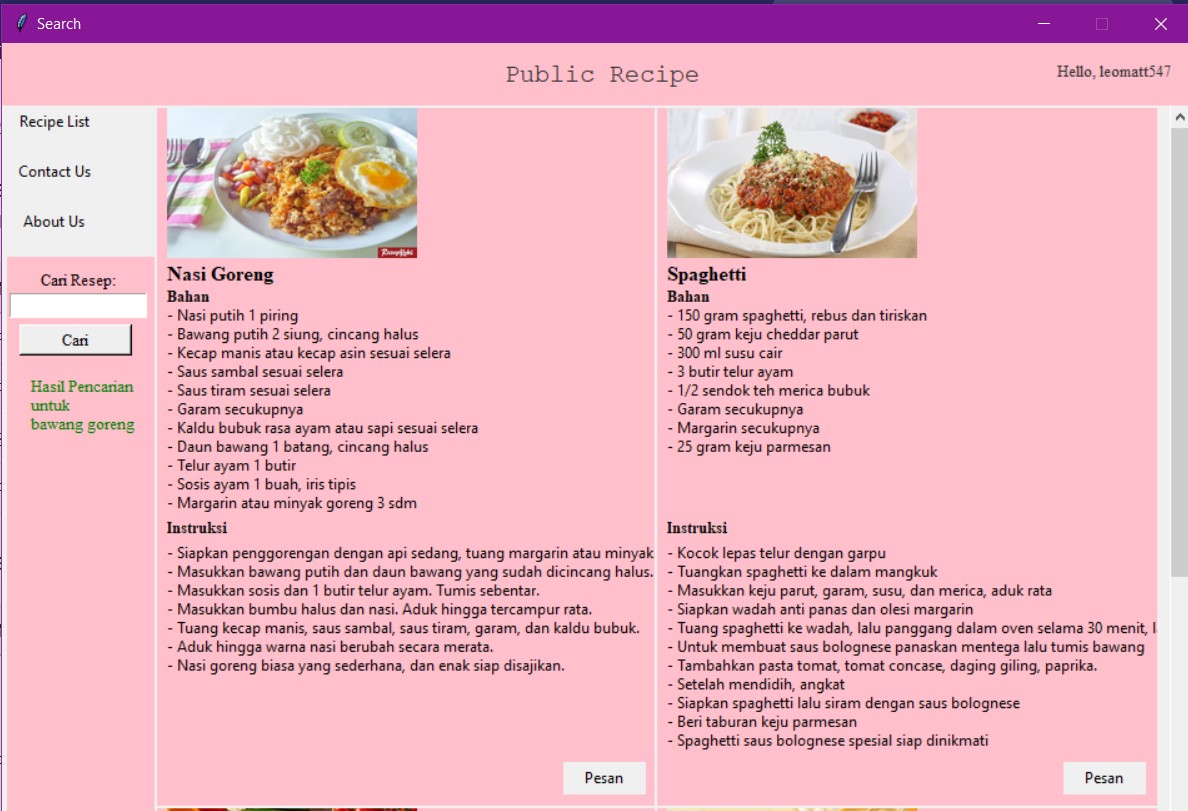 Search
Public Recipe
Hello, leomatt547
Recipe List
Contact Us
About Us
Cari Resep:
Cari
Hasil Pencarian
untuk
bawang goreng
ResepKoki
Nasi Goreng
Bahan
- Nasi putih 1 piring
- Bawang putih 2 siung, cincang halus
- Kecap manis atau kecap asin sesuai selera
- Saus sambal sesuai selera
- Saus tiram sesuai selera
- Garam secukupnya
- Kaldu bubuk rasa ayam atau sapi sesuai selera
- Daun bawang 1 batang, cincang halus
- Telur ayam 1 butir
- Sosis ayam 1 buah, iris tipis
- Margarin atau minyak goreng 3 sdm
Instruksi
- Siapkan penggorengan dengan api sedang, tuang margarin atau minyak
- Masukkan bawang putih dan daun bawang yang sudah dicincang halus.
- Masukkan sosis dan 1 butir telur ayam. Tumis sebentar.
- Masukkan bumbu halus dan nasi. Aduk hingga tercampur rata.
- Tuang kecap manis, saus sambal, saus tiram, garam, dan kaldu bubuk.
- Aduk hingga warna nasi berubah secara merata.
- Nasi goreng biasa yang sederhana, dan enak siap disajikan.
Pesan
Spaghetti
Bahan
- 150 gram spaghetti, rebus dan tiriskan
- 50 gram keju cheddar parut
- 300 ml susu cair
- 3 butir telur ayam
- 1/2 sendok teh merica bubuk
- Garam secukupnya
- Margarin secukupnya
- 25 gram keju parmesan
Instruksi
- Kocok lepas telur dengan garpu
- Tuangkan spaghetti ke dalam mangkuk
- Masukkan keju parut, garam, susu, dan merica, aduk rata
- Siapkan wadah anti panas dan olesi margarin
- Tuang spaghetti ke wadah, lalu panggang dalam oven selama 30 menit,
- Untuk membuat saus bolognese panaskan mentega lalu tumis bawang
- Tambahkan pasta tomat, tomat concase, daging giling, paprika.
- Setelah mendidih, angkat
- Siapkan spaghetti lalu siram dengan saus bolognese
- Beri taburan keju parmesan
- Spaghetti saus bolognese spesial siap dinikmati
Pesan